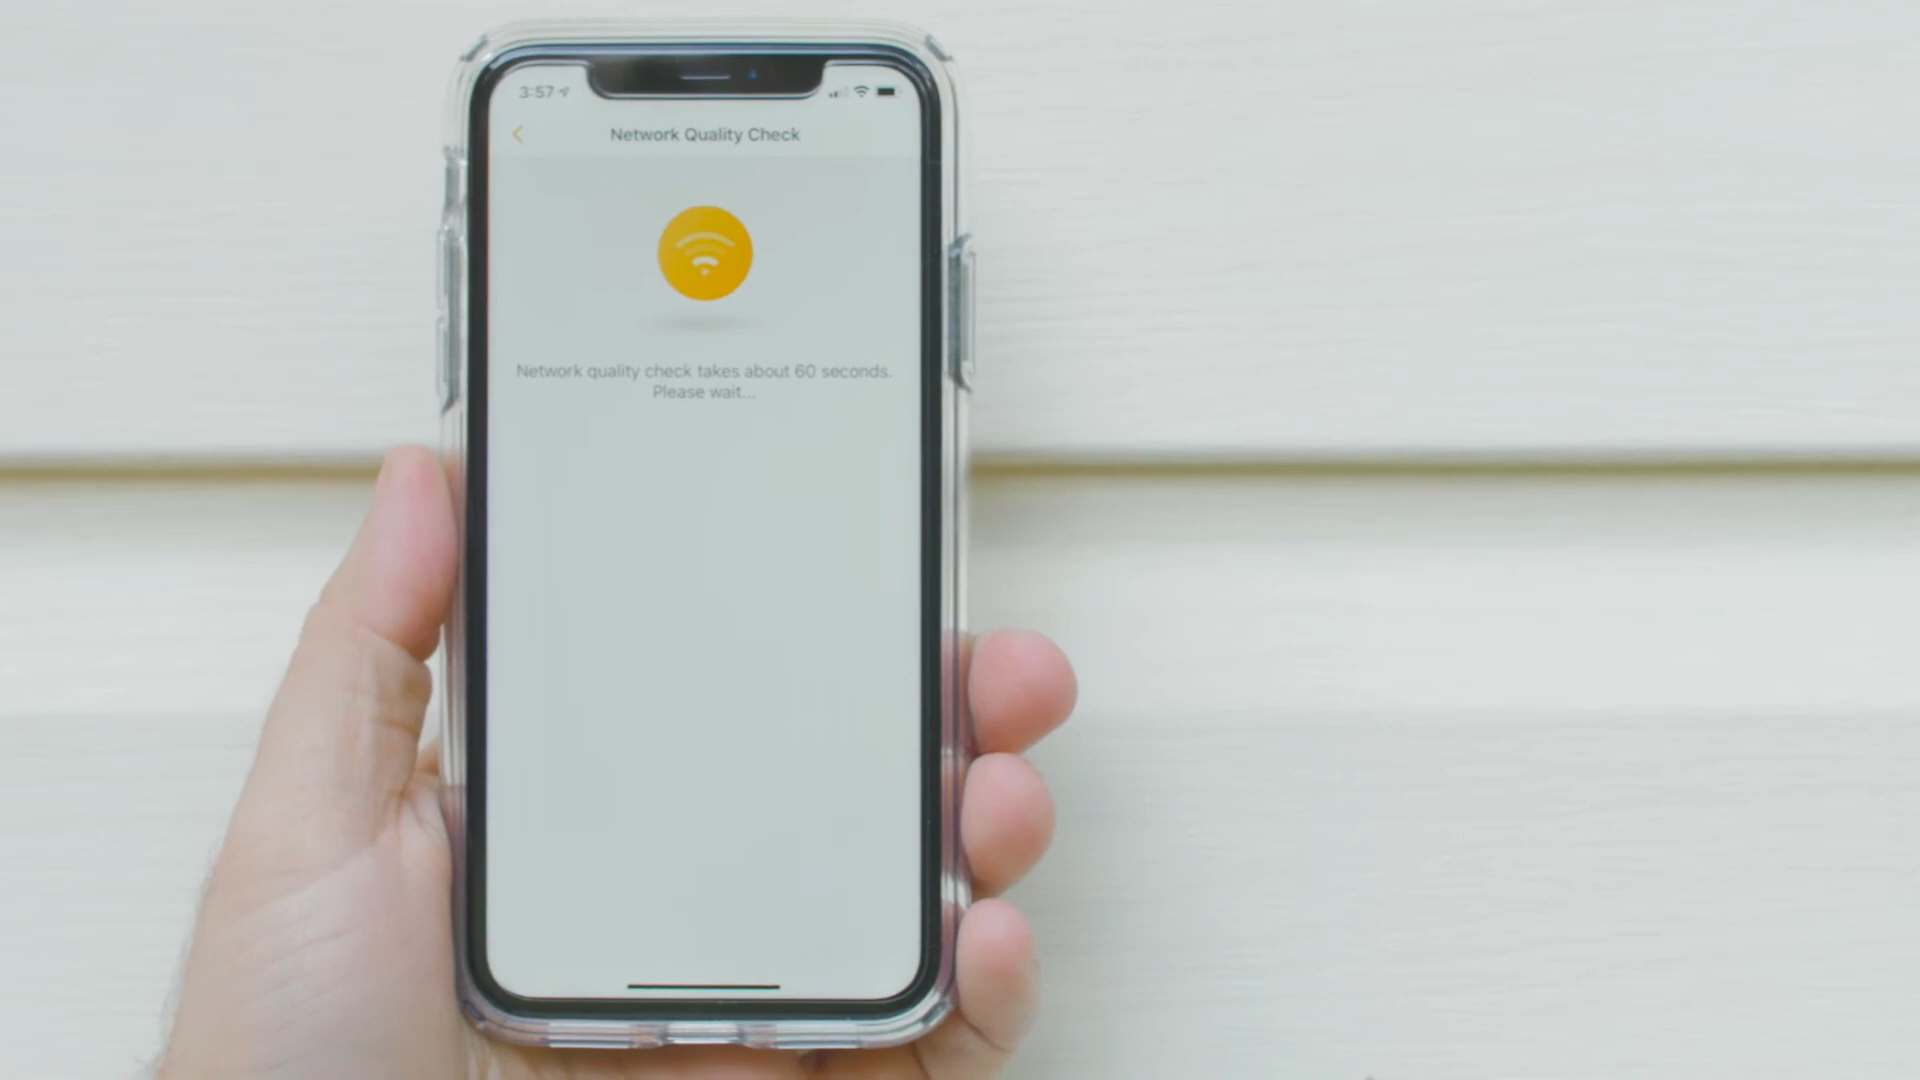 3:57
Network Quality Check
Network quality check takes about 60 seconds.
Please wait...